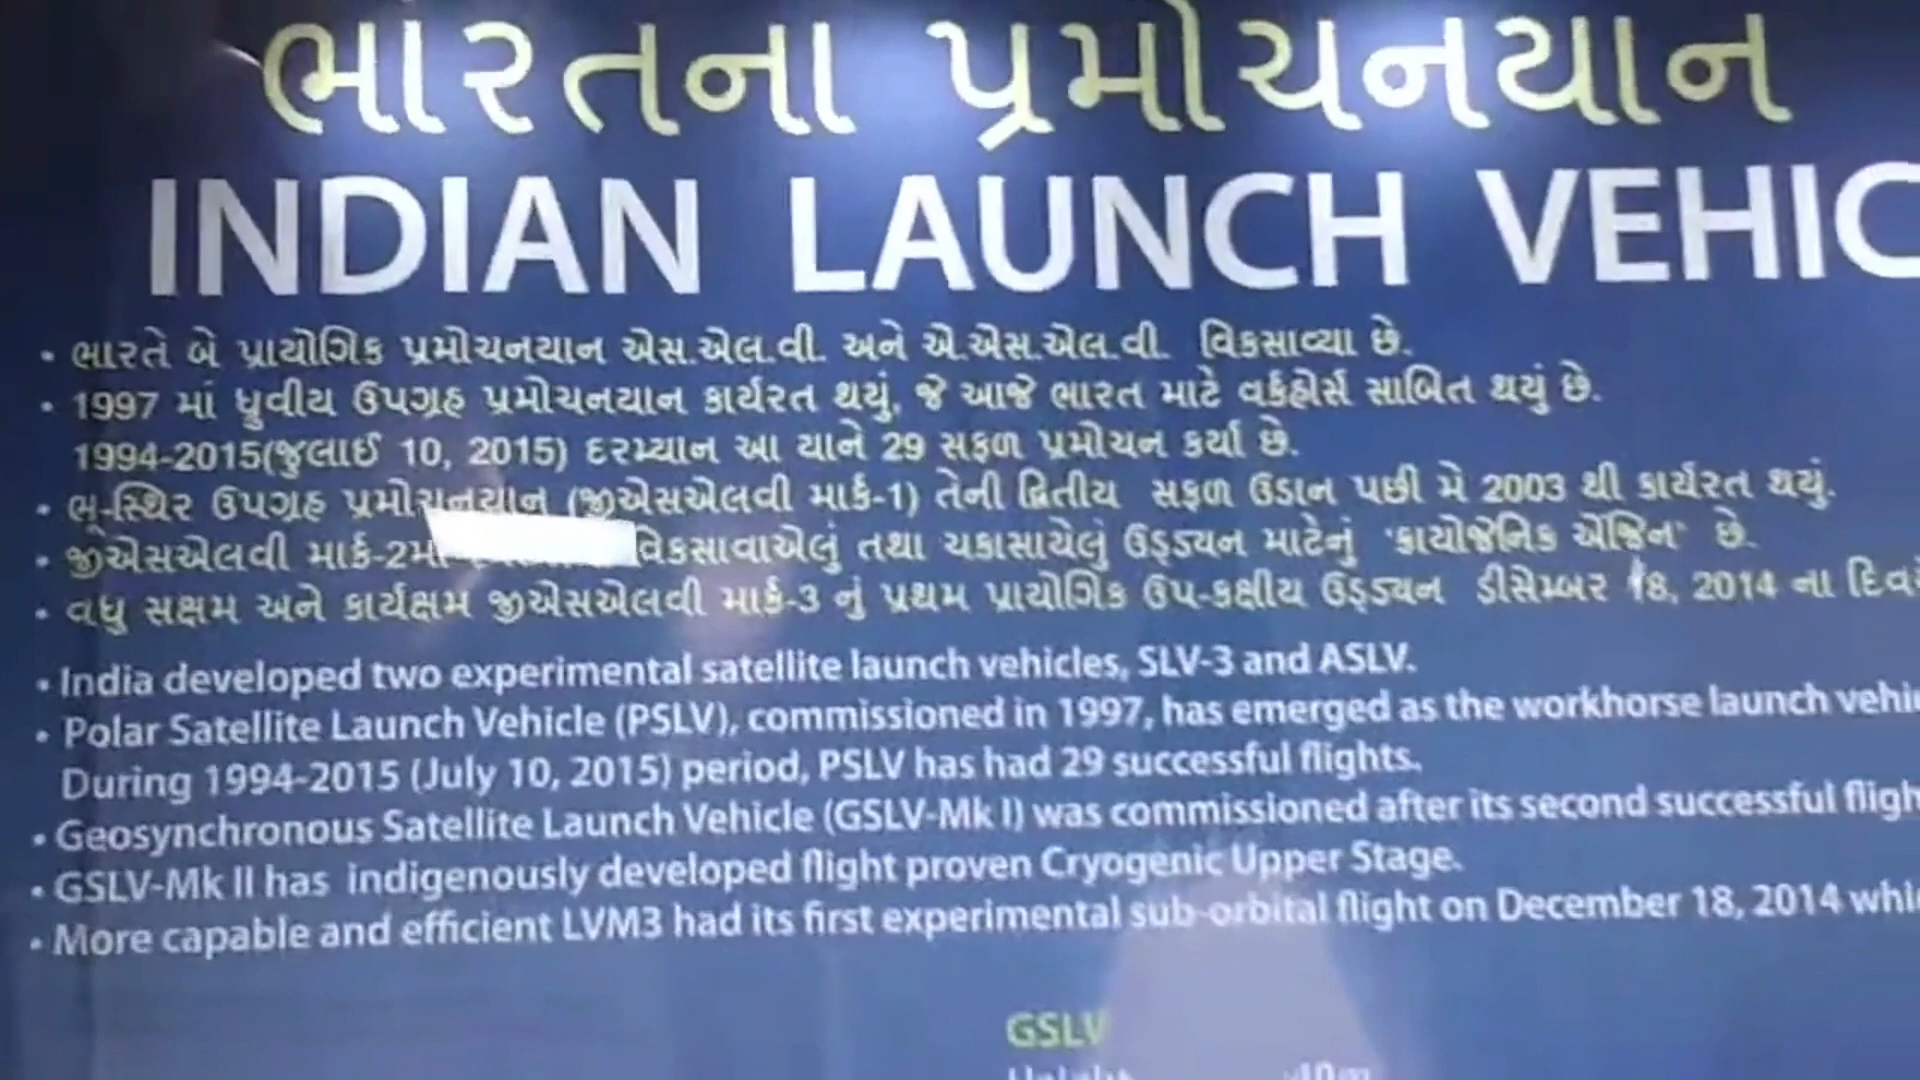 ભારતના પ્રમોચનયાન
INDIAN LAUNCH
• ભારતે બે પ્રાયોગિક પ્રમોચનયાન એસ.એલ.વી. અને એ.એસ.એલ.વી. વિકસાવ્યા છે.
• 1997 માં ધ્રુવીય ઉપગ્રહ પ્રમોચનયાન કાર્યરત થયું, જે આજે ભારત માટે વર્કહોર્સ સાબિત થયું છે.
1994-2015(જુલાઈ 10, 2015) દરમ્યાન આ યાને 29 સફળ પ્રમોચન કર્યા છે.
• ભૂ-સ્થિર ઉપગ્રહ પ્રમોચનયાન (જીએસએલવી માર્ક-1) તેની દ્વિતીય સફળ ઉડાન પછી મે 2003 થી કાર્યરત થયું.
• જીએસએલવી માર્ક-2માં વિકસાવાએલું તથા ચકાસાયેલું ઉડ્ડયન માટેનું 'કાયોજેનિક એંજિન' છે.
• વધુ સક્ષમ અને કાર્યક્ષમ જીએસએલવી માર્ક-3 નું પ્રથમ પ્રાયોગિક ઉપ-કક્ષીય ઉડ્ડયન ડીસેમ્બર 18, 2014 ના
• India developed two experimental satellite launch vehicles, SLV-3 and ASLV.
• Polar Satellite Launch Vehicle (PSLV), commissioned in 1997, has emerged as the workhorse launch
During 1994-2015 (July 10, 2015) period, PSLV has had 29 successful flights.
• Geosynchronous Satellite Launch Vehicle (GSLV-Mk I) was commissioned after its second successful
• GSLV-Mk II has indigenously developed flight proven Cryogenic Upper Stage.
• More capable and efficient LVM3 had its first experimental sub-orbital flight on December 18, 2014
GSLV